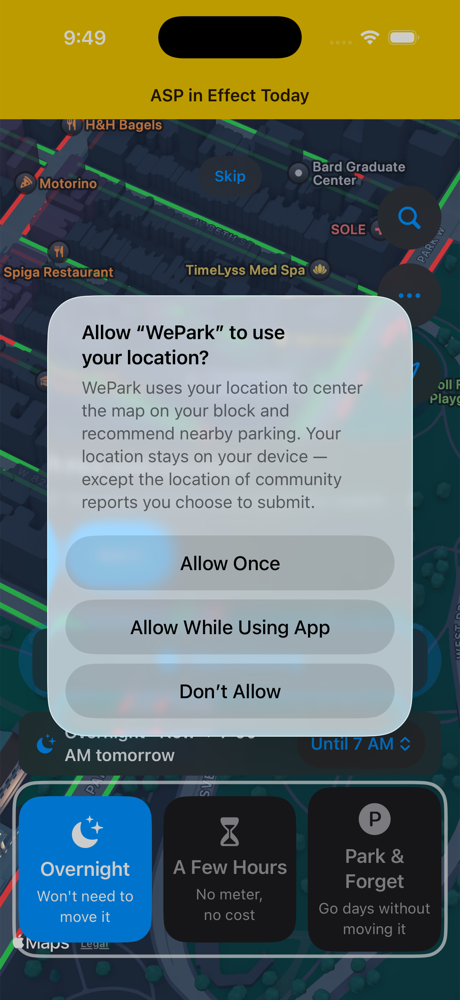 9:49
ASP in Effect Today
H&H Bagels
Motorino
Skip
Bard Graduate
Center
SOLE
PARK W
Spiga Restaurant
TimeLyss Med Spa
Allow “WePark” to use
your location?
WePark uses your location to center
the map on your block and
recommend nearby parking. Your
location stays on your device —
except the location of community
reports you choose to submit.
Allow Once
Allow While Using App
Don’t Allow
Overnight
AM tomorrow
Until 7 AM
Overnight
Won't need to
move it
A Few Hours
No meter,
no cost
P
Park &
Forget
Go days without
moving it
Maps
Legal